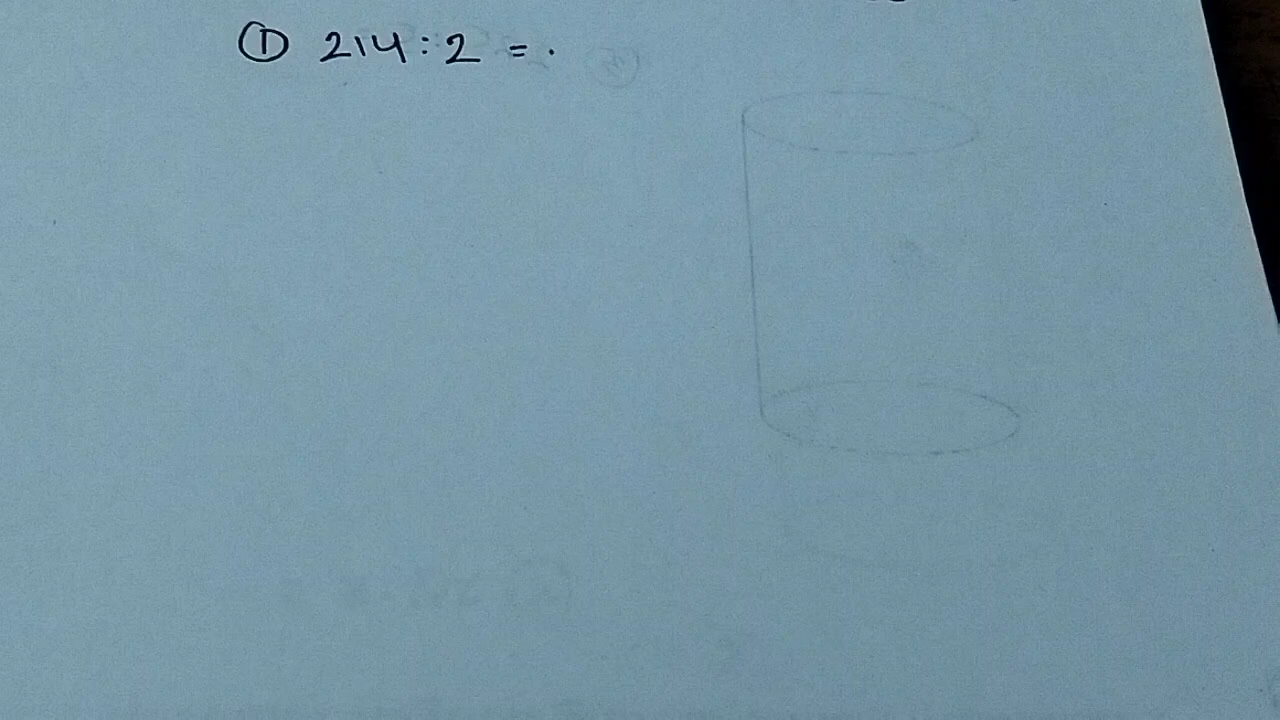 ① 214 : 2 = .